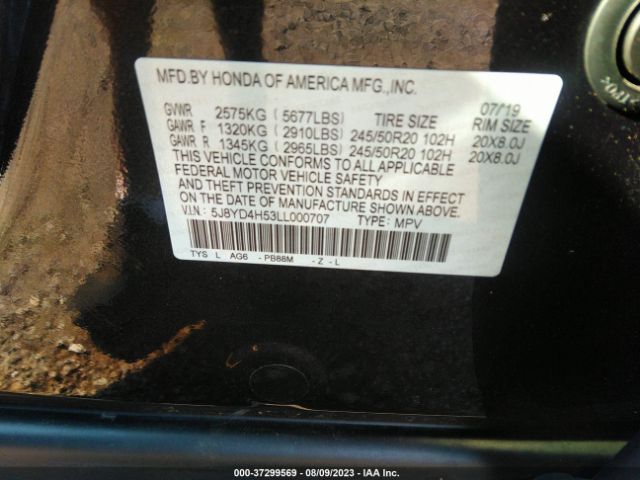 MFD.BY HONDA OF AMERICA MFG.,INC. 07/19
GVWR 2575KG ( 5677LBS) TIRE SIZE RIM SIZE
GAWR F 1320KG ( 2910LBS) 245/50R20 102H 20X8.0J
GAWR R 1345KG ( 2965LBS) 245/50R20 102H 20X8.0J
THIS VEHICLE CONFORMS TO ALL APPLICABLE
FEDERAL MOTOR VEHICLE SAFETY
AND THEFT PREVENTION STANDARDS IN EFFECT
ON THE DATE OF MANUFACTURE SHOWN ABOVE.
V.I.N.: 5J8YD4H53LL000707 TYPE: MPV
TYS L AG6 - PB88M - Z - L
000-37299569 - 08/09/2023 - IAA Inc.